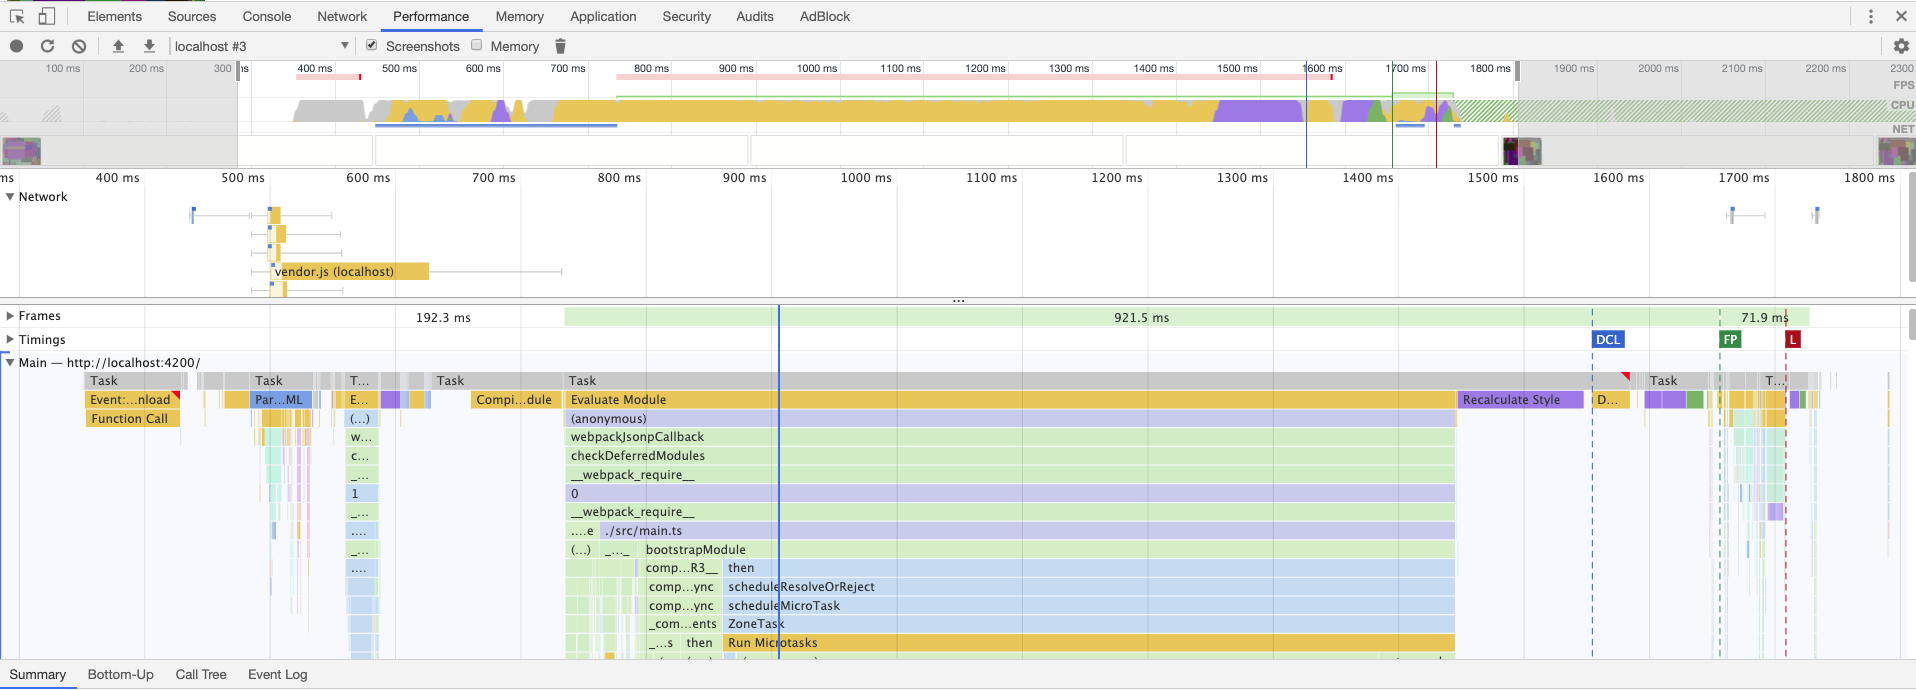 Elements Sources Console Network Performance Memory Application Security Audits AdBlock
localhost #3 Screenshots Memory
100 ms 200 ms 300 ms 400 ms 500 ms 600 ms 700 ms 800 ms 900 ms 1000 ms 1100 ms 1200 ms 1300 ms 1400 ms 1500 ms 1600 ms 1700 ms 1800 ms 1900 ms 2000 ms 2100 ms 2200 ms 2300
FPS
CPU
NET
ms 400 ms 500 ms 600 ms 700 ms 800 ms 900 ms 1000 ms 1100 ms 1200 ms 1300 ms 1400 ms 1500 ms 1600 ms 1700 ms 1800 ms
Network
vendor.js (localhost)
...
Frames 192.3 ms 921.5 ms 71.9 ms
Timings DCL FP L
Main — http://localhost:4200/
Task Task T... Task Task Task T...
Event:...nload Par...ML E... Compi...dule Evaluate Module Recalculate Style D...
Function Call (...) (anonymous)
w... webpackJsonpCallback
c... checkDeferredModules
_... __webpack_require__
1 0
_... __webpack_require__
.... ....e ./src/main.ts
_... (...) _..._ bootstrapModule
.... comp...R3__ then
comp...ync scheduleResolveOrReject
comp...ync scheduleMicroTask
_com...ents ZoneTask
_...s then Run Microtasks
Summary Bottom-Up Call Tree Event Log